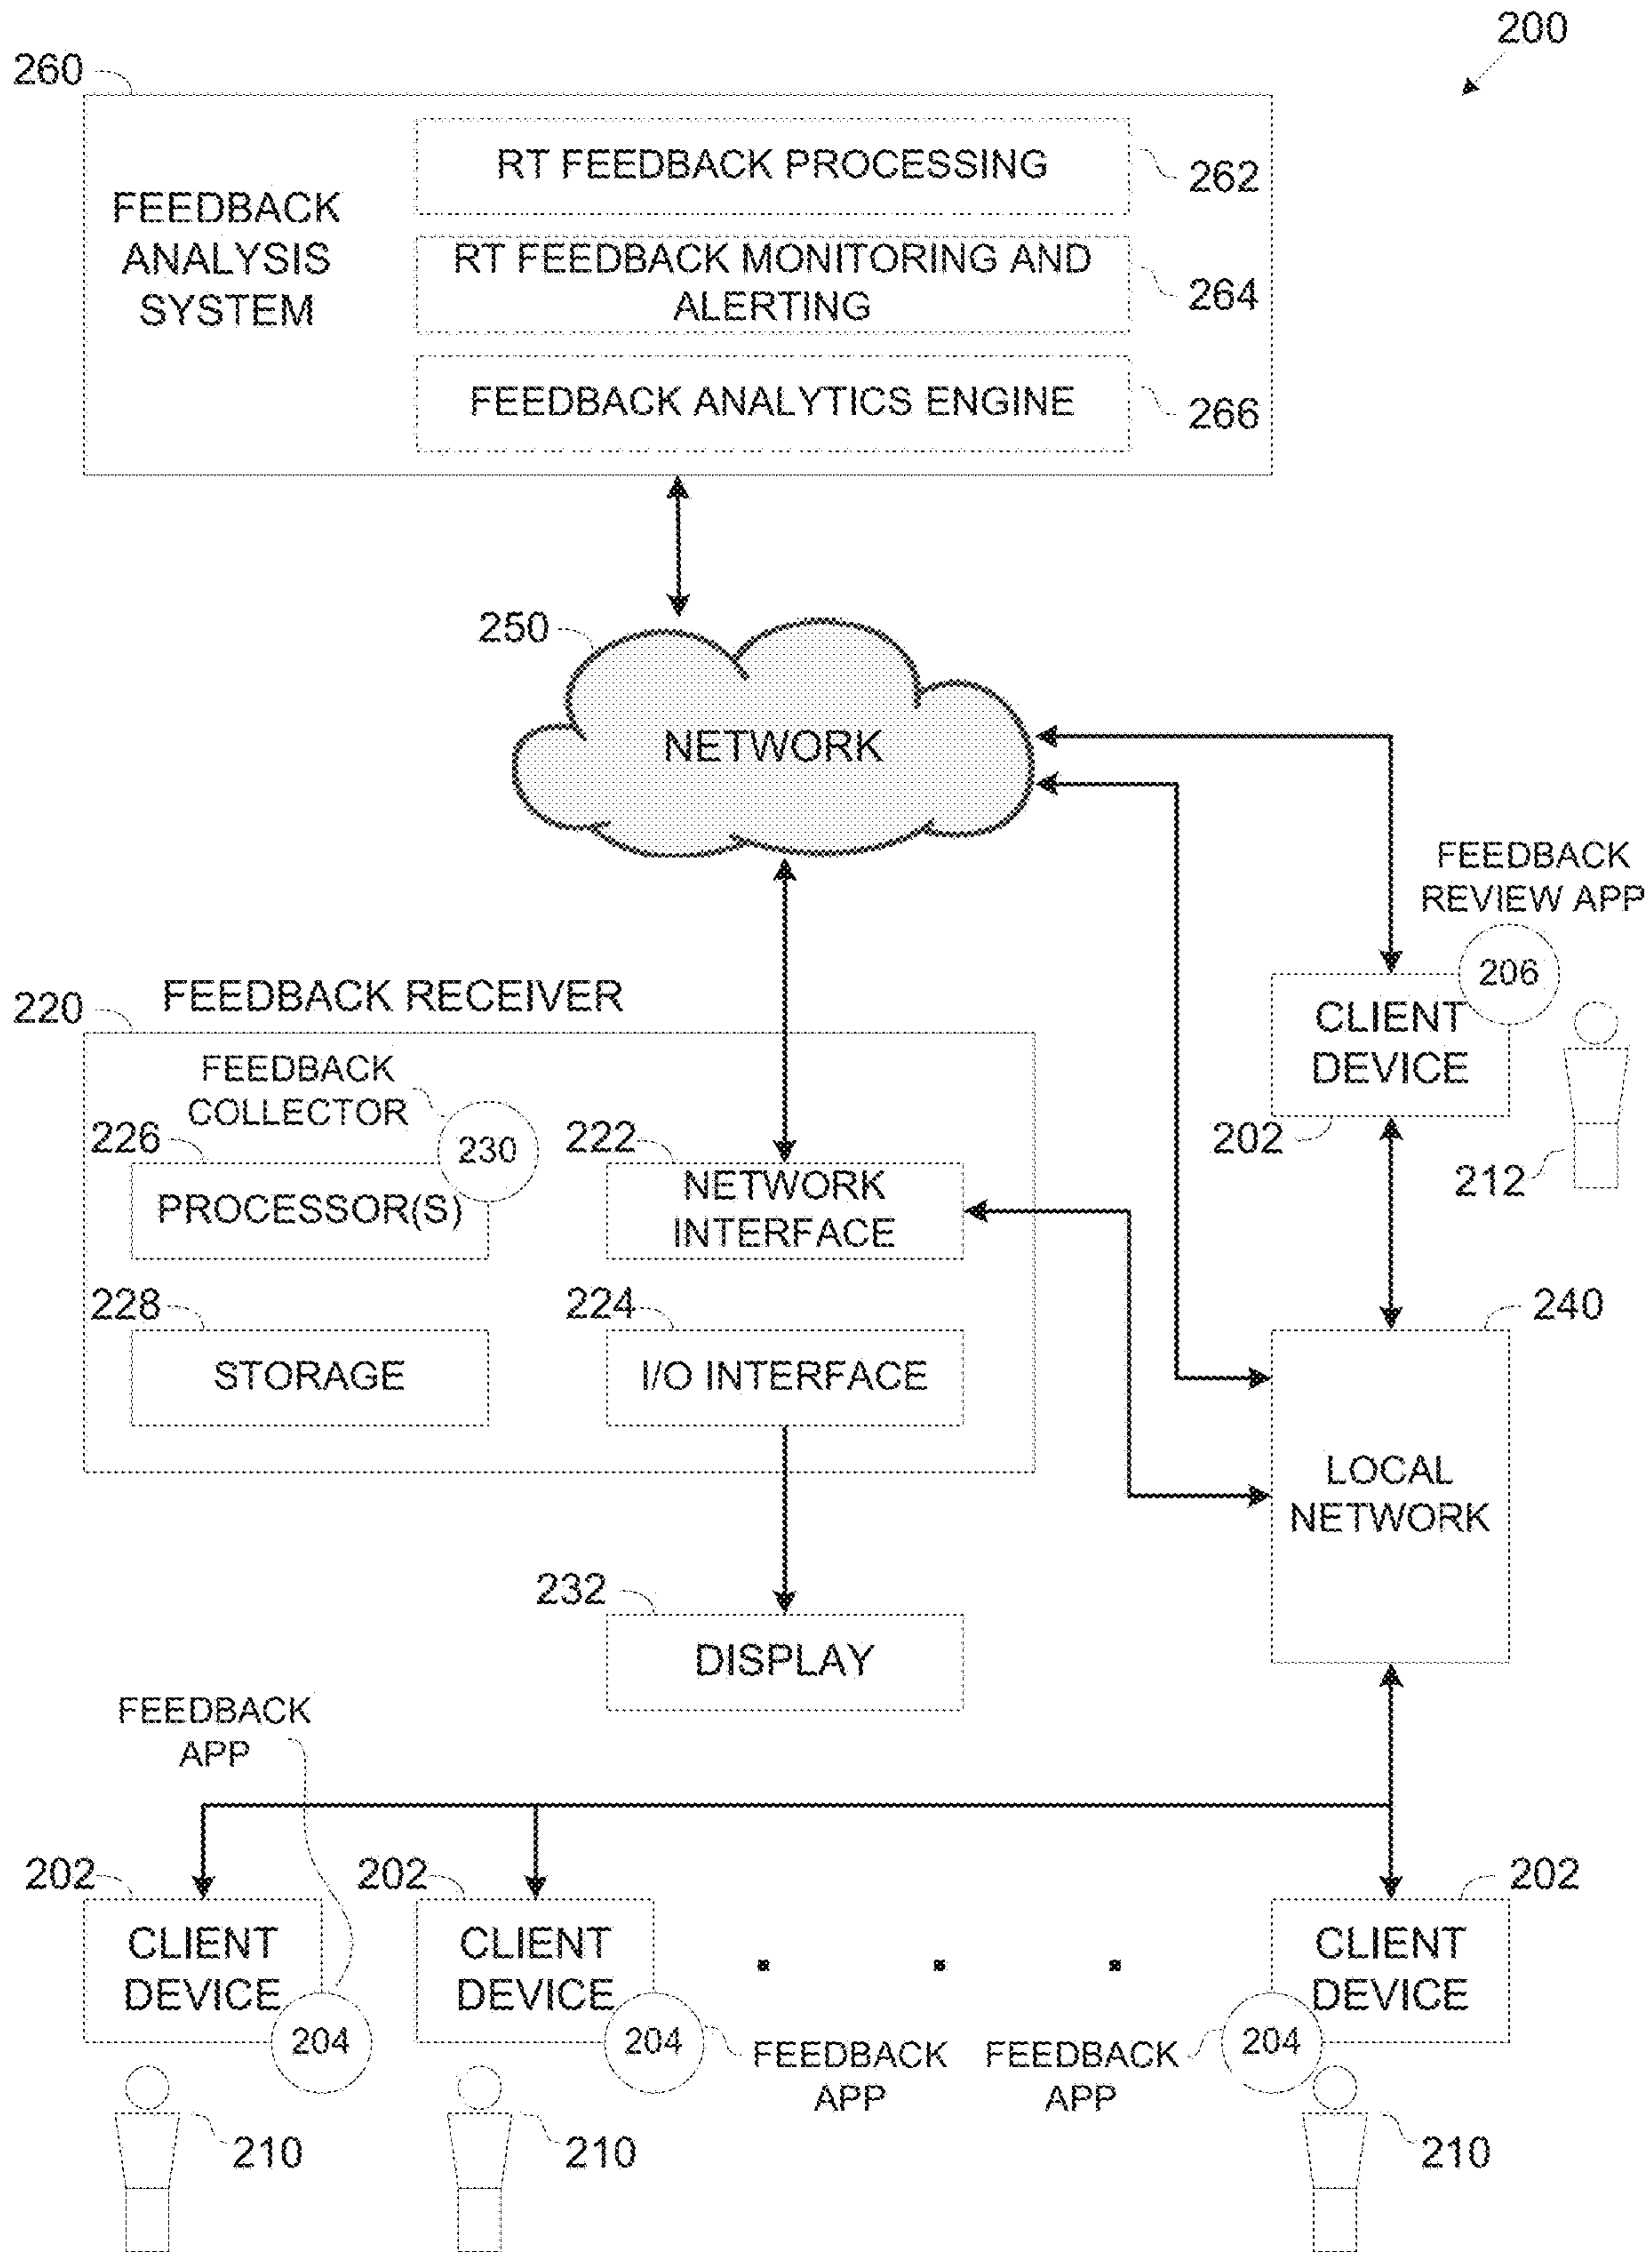 200
260
FEEDBACK
ANALYSIS
SYSTEM
RT FEEDBACK PROCESSING
262
RT FEEDBACK MONITORING AND
ALERTING
264
FEEDBACK ANALYTICS ENGINE
266
250
NETWORK
FEEDBACK
REVIEW APP
206
CLIENT
DEVICE
202
212
220
FEEDBACK RECEIVER
FEEDBACK
COLLECTOR
230
226
PROCESSOR(S)
222
NETWORK
INTERFACE
228
STORAGE
224
I/O INTERFACE
240
LOCAL
NETWORK
232
DISPLAY
FEEDBACK
APP
202
CLIENT
DEVICE
204
210
202
CLIENT
DEVICE
204
FEEDBACK
APP
210
202
CLIENT
DEVICE
204
FEEDBACK
APP
210